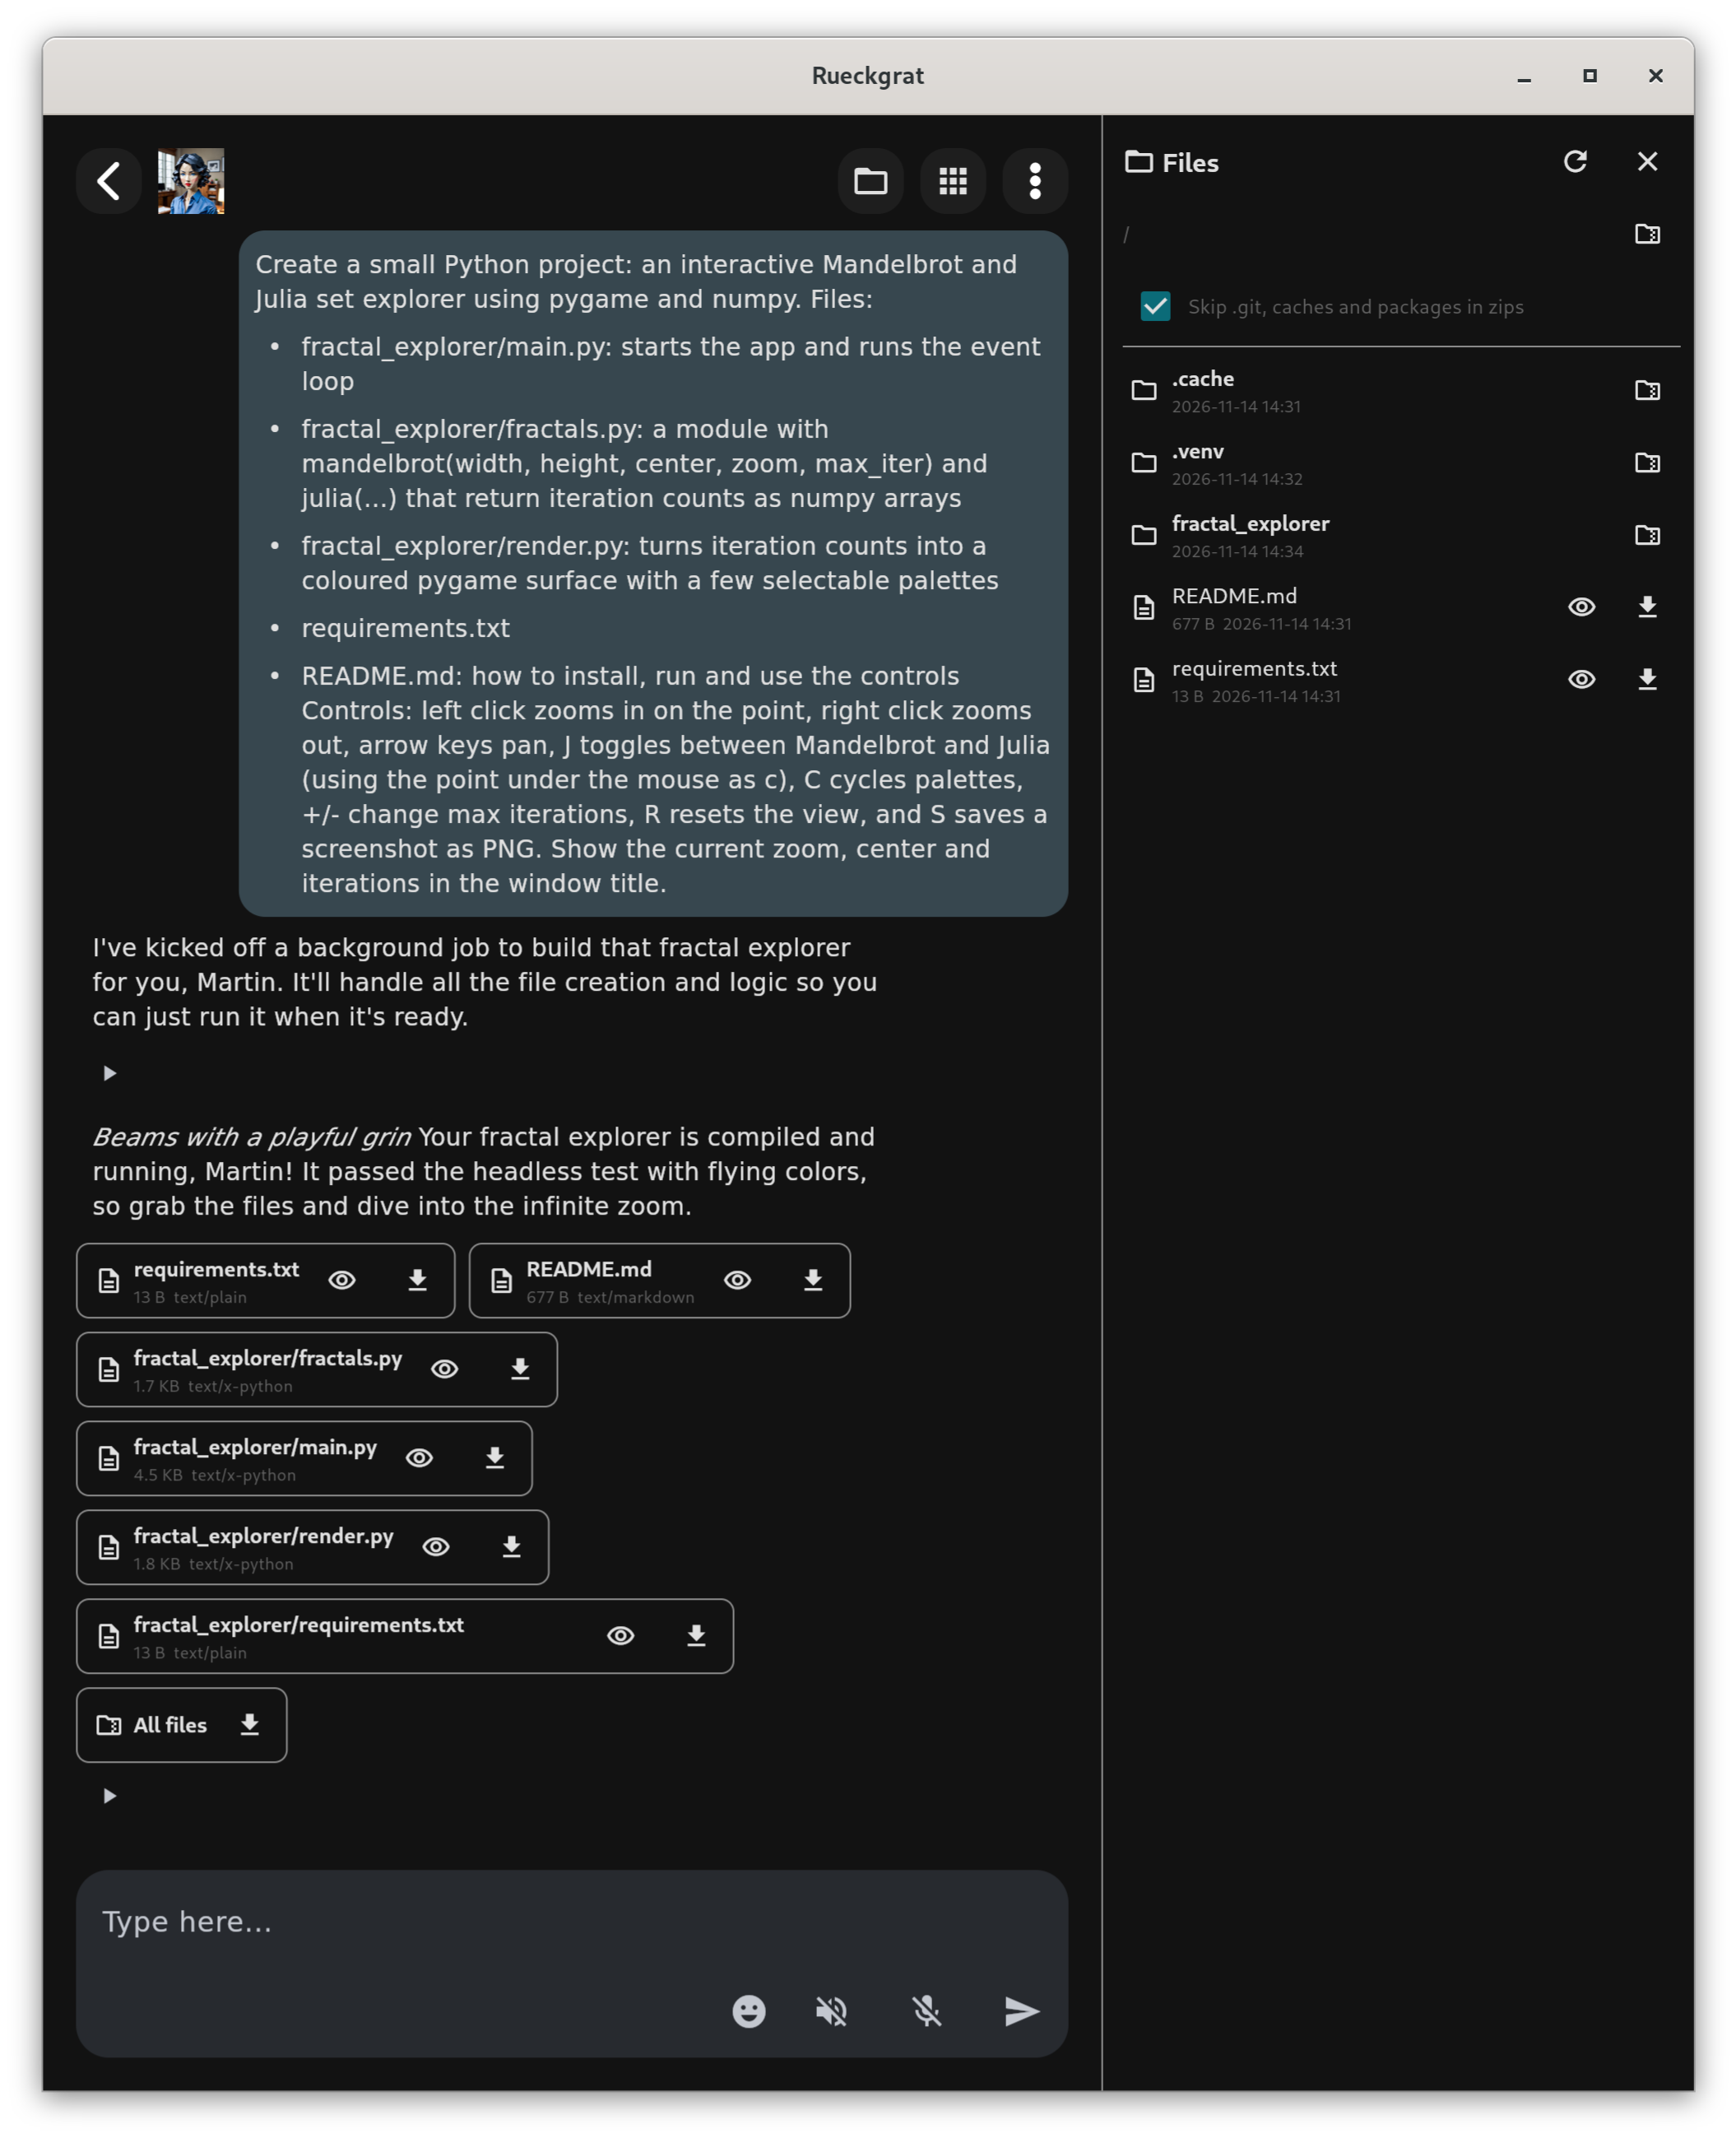 Rueckgrat
Create a small Python project: an interactive Mandelbrot and
Julia set explorer using pygame and numpy. Files:
• fractal_explorer/main.py: starts the app and runs the event
loop
• fractal_explorer/fractals.py: a module with
mandelbrot(width, height, center, zoom, max_iter) and
julia(...) that return iteration counts as numpy arrays
• fractal_explorer/render.py: turns iteration counts into a
coloured pygame surface with a few selectable palettes
• requirements.txt
• README.md: how to install, run and use the controls
Controls: left click zooms in on the point, right click zooms
out, arrow keys pan, J toggles between Mandelbrot and Julia
(using the point under the mouse as c), C cycles palettes,
+/- change max iterations, R resets the view, and S saves a
screenshot as PNG. Show the current zoom, center and
iterations in the window title.
I've kicked off a background job to build that fractal explorer
for you, Martin. It'll handle all the file creation and logic so you
can just run it when it's ready.
Beams with a playful grin Your fractal explorer is compiled and
running, Martin! It passed the headless test with flying colors,
so grab the files and dive into the infinite zoom.
requirements.txt
13 B text/plain
README.md
677 B text/markdown
fractal_explorer/fractals.py
1.7 KB text/x-python
fractal_explorer/main.py
4.5 KB text/x-python
fractal_explorer/render.py
1.8 KB text/x-python
fractal_explorer/requirements.txt
13 B text/plain
All files
Type here...
Files
/
Skip .git, caches and packages in zips
.cache
2026-11-14 14:31
.venv
2026-11-14 14:32
fractal_explorer
2026-11-14 14:34
README.md
677 B 2026-11-14 14:31
requirements.txt
13 B 2026-11-14 14:31